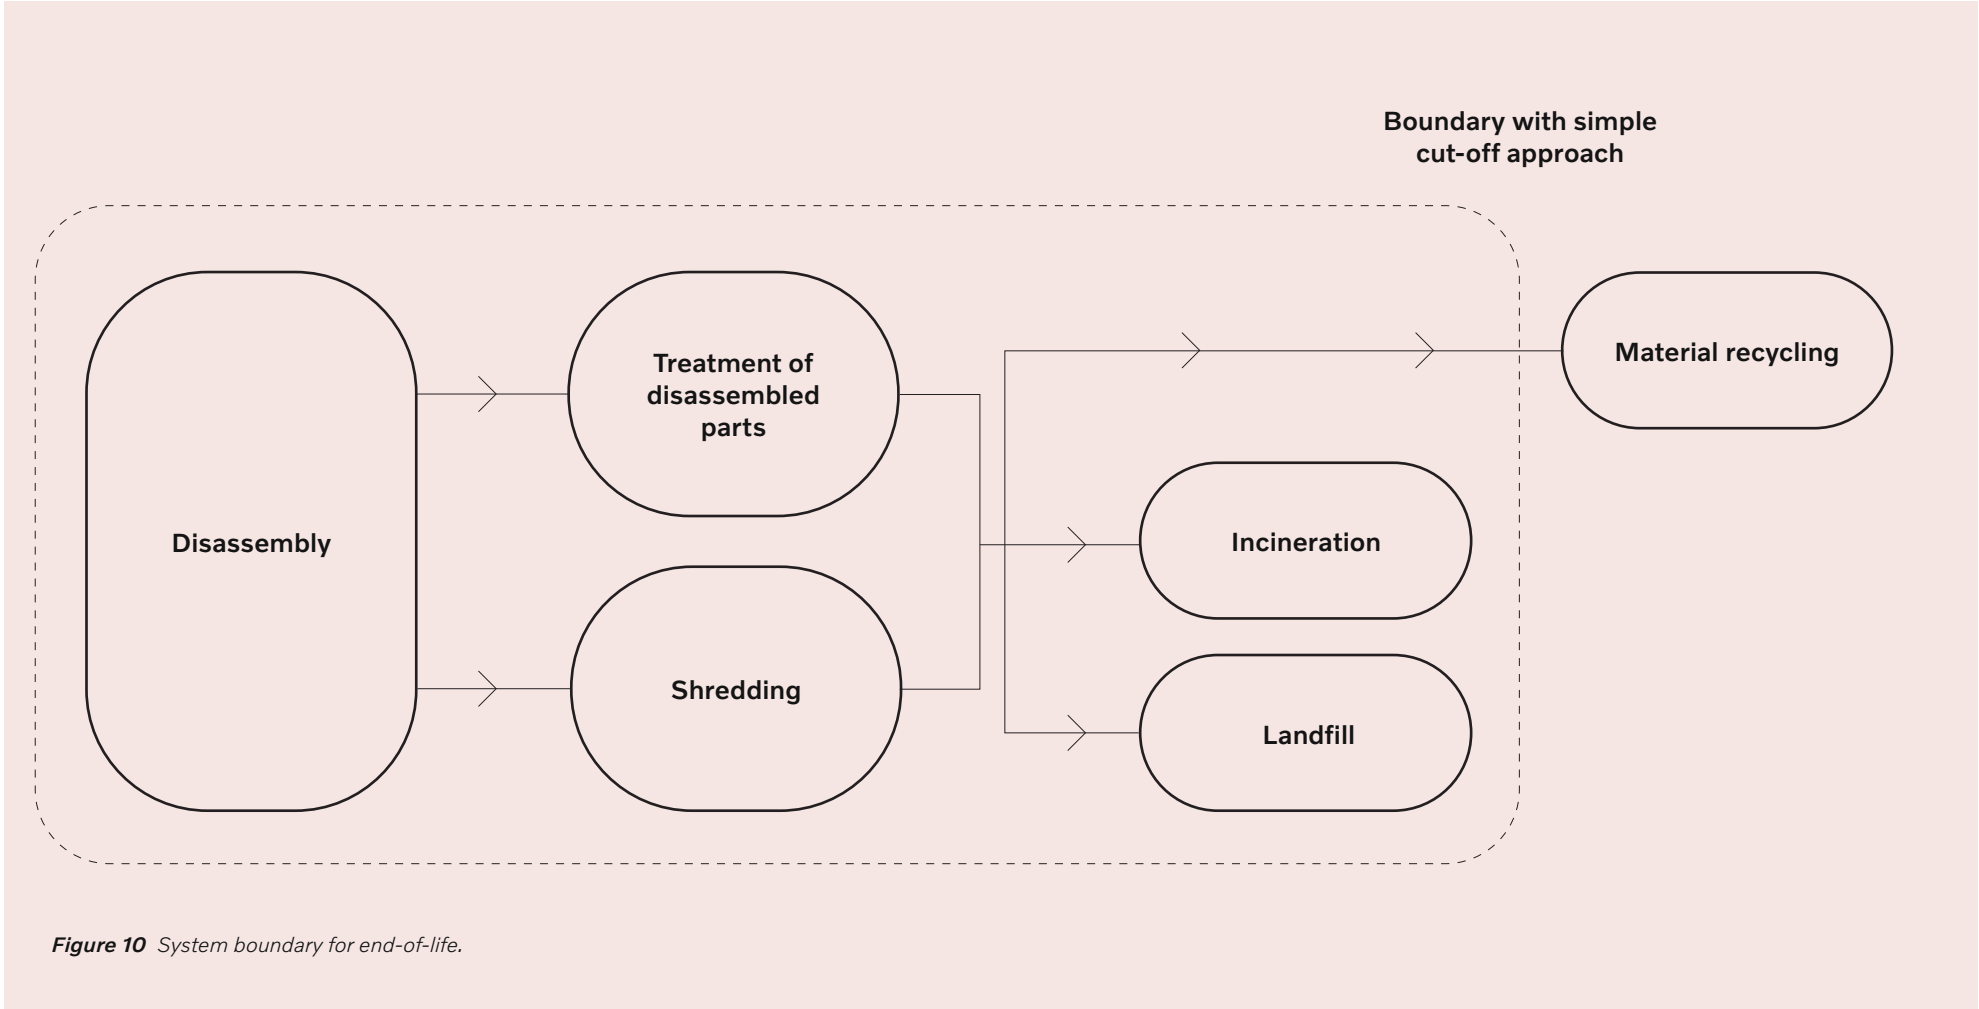 Boundary with simple
cut-off approach
Disassembly
Treatment of
disassembled
parts
Shredding
Material recycling
Incineration
Landfill
Figure 10 System boundary for end-of-life.